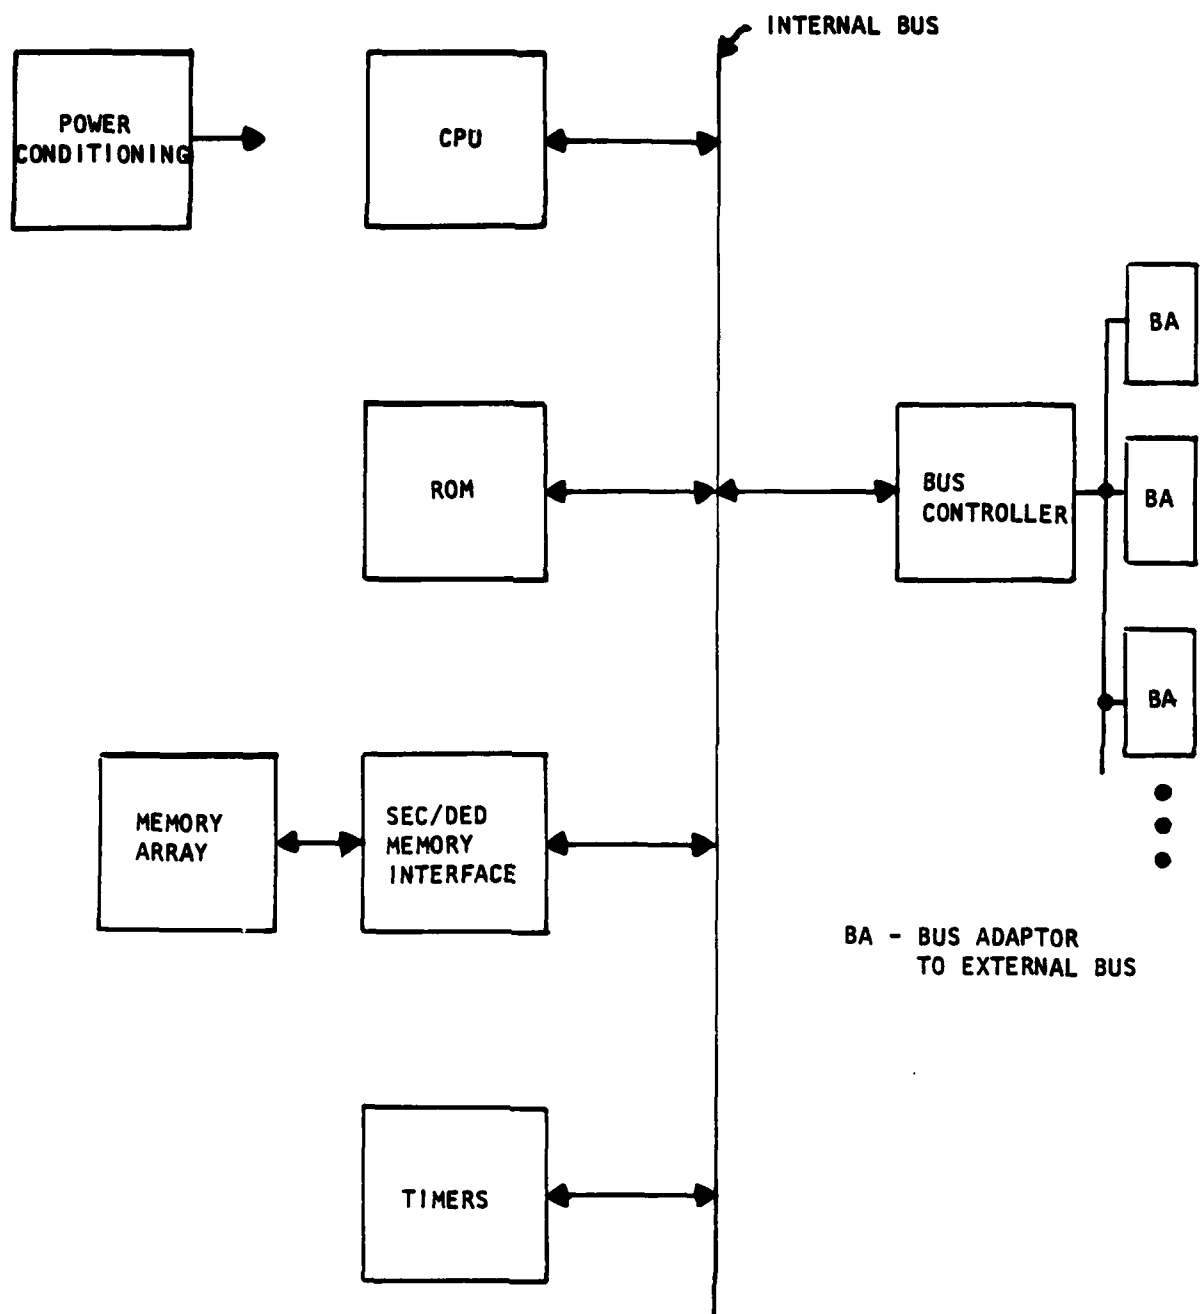 INTERNAL BUS
POWER
CONDITIONING
CPU
BA
ROM
BUS
CONTROLLER
BA
BA
MEMORY
ARRAY
SEC/DED
MEMORY
INTERFACE
BA - BUS ADAPTOR
TO EXTERNAL BUS
TIMERS